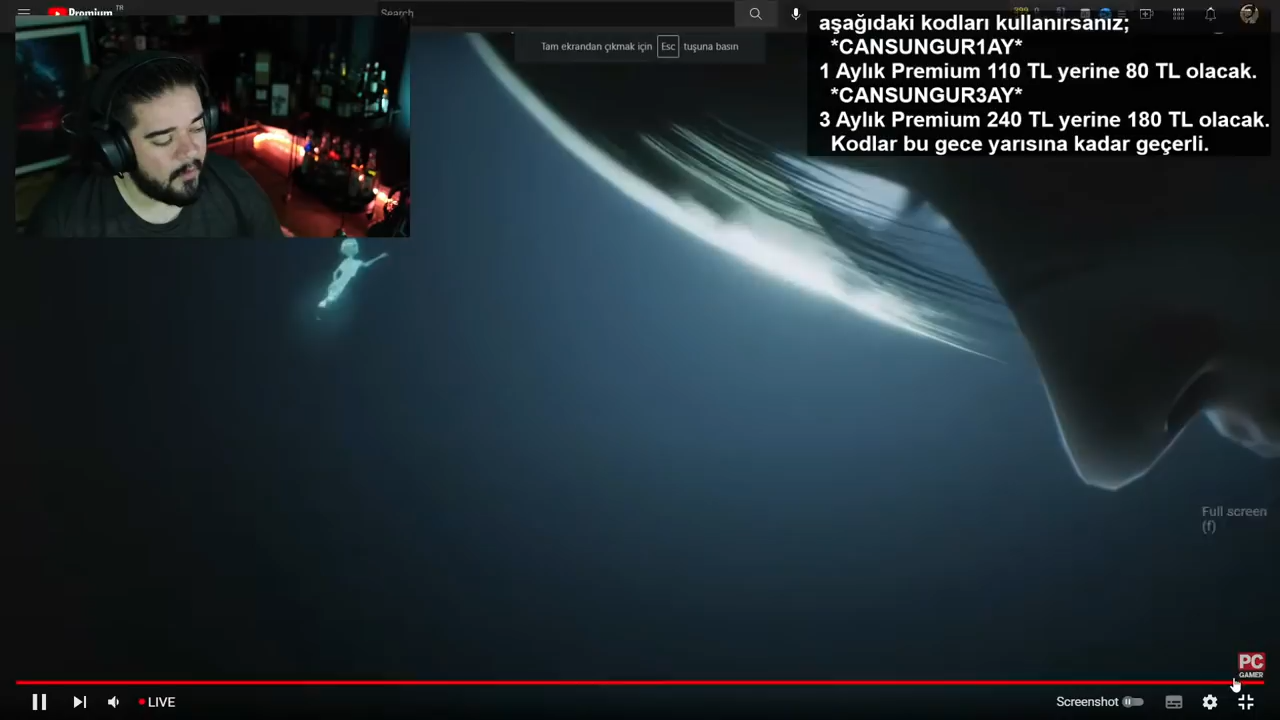 Premium TR
Search
Tam ekrandan çıkmak için Esc tuşuna basın
aşağıdaki kodları kullanırsanız;
*CANSUNGUR1AY*
1 Aylık Premium 110 TL yerine 80 TL olacak.
*CANSUNGUR3AY*
3 Aylık Premium 240 TL yerine 180 TL olacak.
Kodlar bu gece yarısına kadar geçerli.
Full screen
(f)
PC
GAMER
LIVE
Screenshot